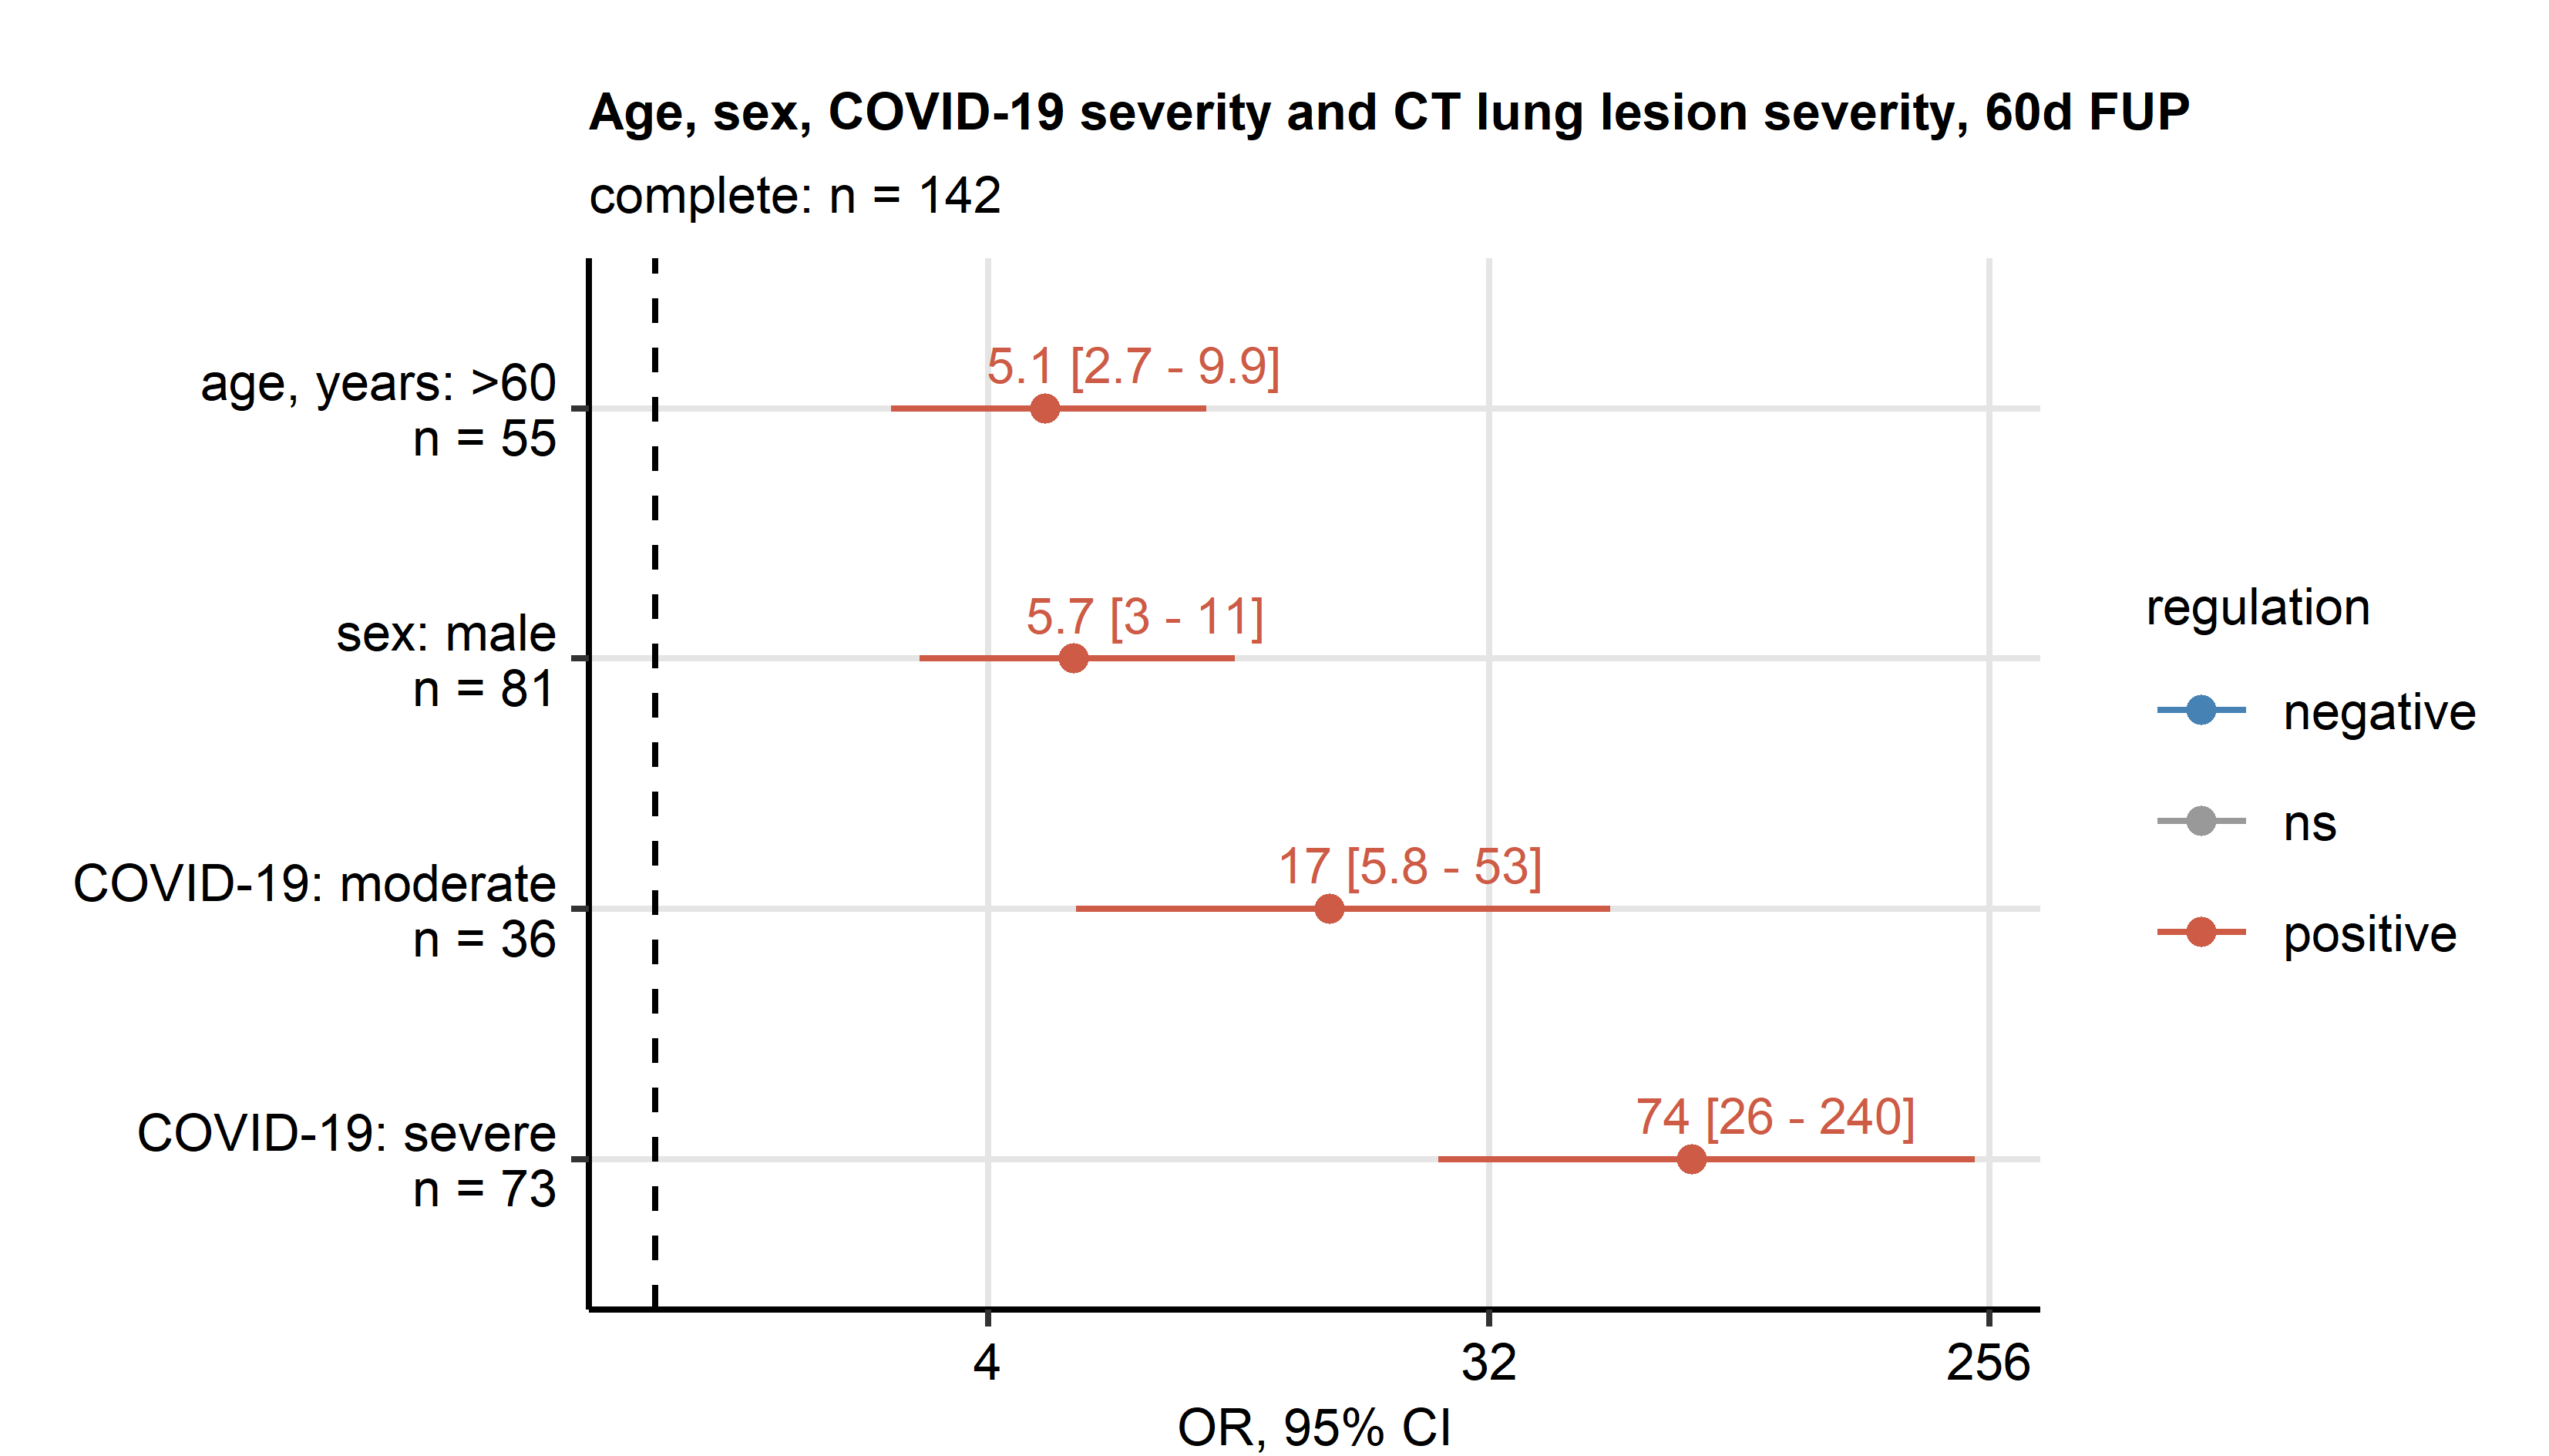 Age, sex, COVID-19 severity and CT lung lesion severity, 60d FUP
complete: n = 142
age, years: >60
n = 55
5.1 [2.7 - 9.9]
sex: male
n = 81
5.7 [3 - 11]
COVID-19: moderate
n = 36
17 [5.8 - 53]
COVID-19: severe
n = 73
74 [26 - 240]
4
32
256
OR, 95% CI
regulation
negative
ns
positive